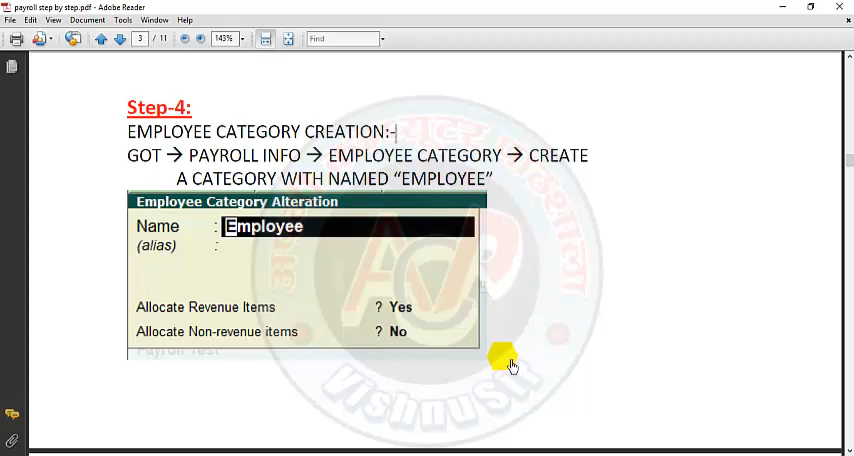 payroll step by step.pdf - Adobe Reader
File Edit View Document Tools Window Help
3 / 11 143% Find
Step-4:
EMPLOYEE CATEGORY CREATION:-
GOT → PAYROLL INFO → EMPLOYEE CATEGORY → CREATE
A CATEGORY WITH NAMED “EMPLOYEE”
Employee Category Alteration
Name : Employee
(alias) :
Allocate Revenue Items ? Yes
Allocate Non-revenue items ? No
Payroll Test
Vishnu Sir